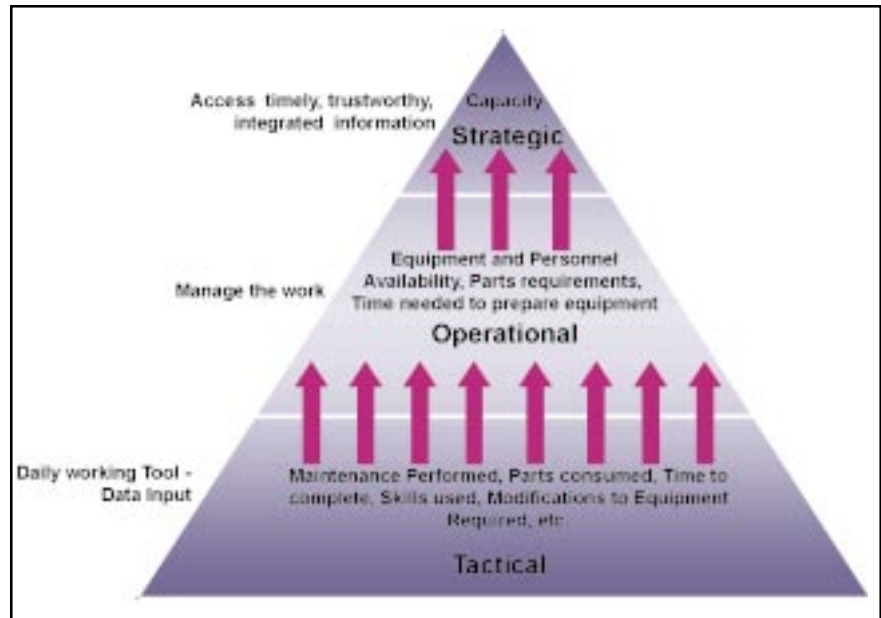 Access timely, trustworthy,
integrated information
Capacity
Strategic
Equipment and Personnel
Availability, Parts requirements,
Time needed to prepare equipment
Manage the work
Operational
Daily working Tool -
Data Input
Maintenance Performed, Parts consumed, Time to
complete, Skills used, Modifications to Equipment
Required, etc.
Tactical